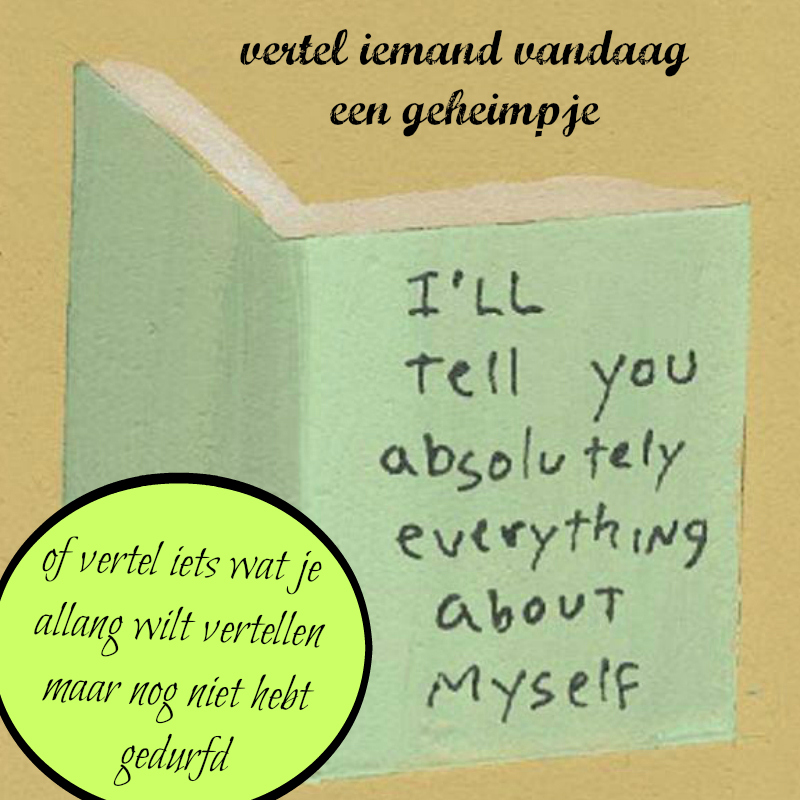 vertel iemand vandaag
een geheimpje
I'LL
tell you
absolutely
everything
about
myself
of vertel iets wat je
allang wilt vertellen
maar nog niet hebt
gedurfd